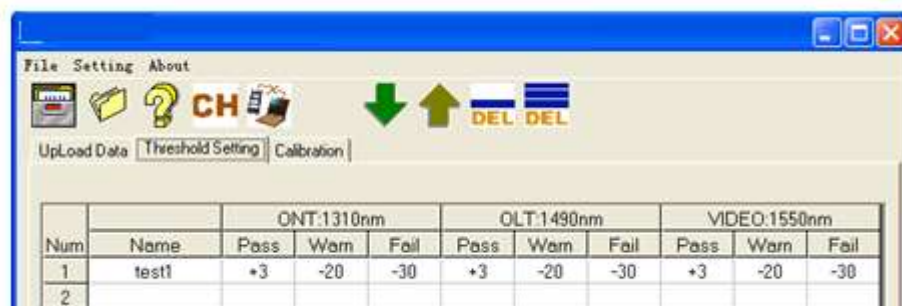 File Setting About
CH DEL DEL
UpLoad Data Threshold Setting Calibration
ONT:1310nm OLT:1490nm VIDEO:1550nm
Num Name Pass Warn Fail Pass Warn Fail Pass Warn Fail
1 test1 +3 -20 -30 +3 -20 -30 +3 -20 -30
2